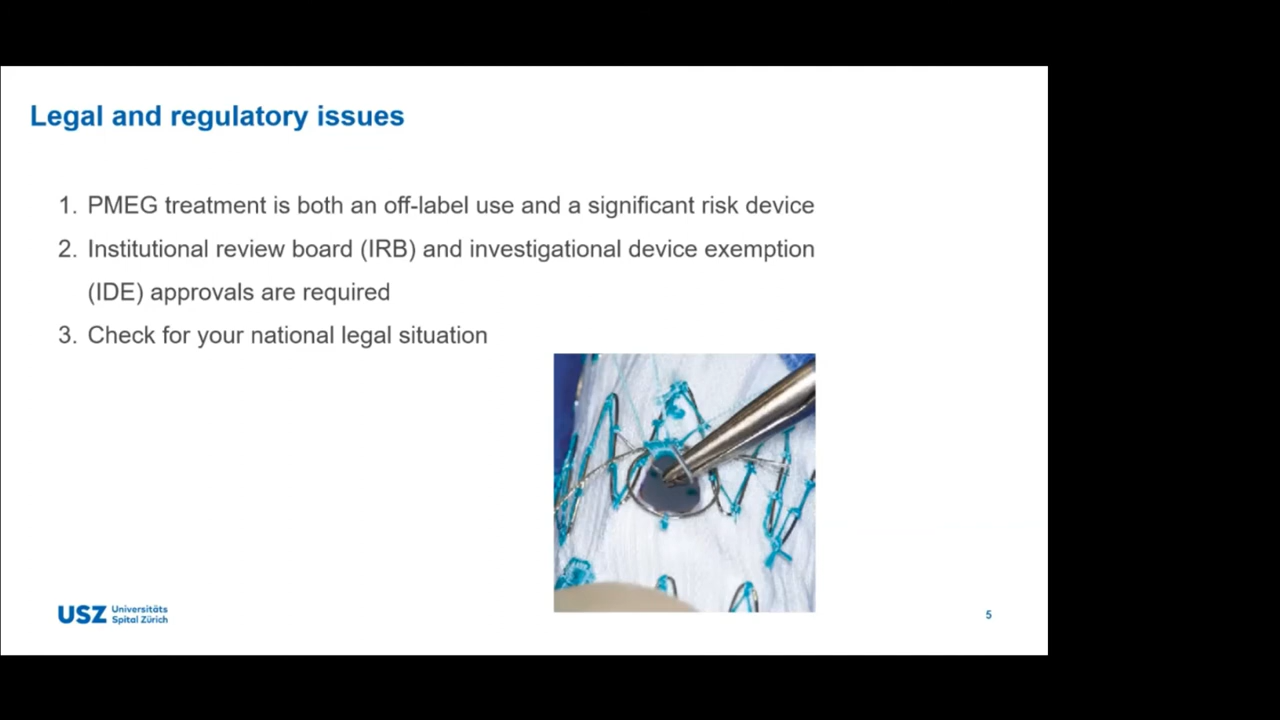 Legal and regulatory issues
1. PMEG treatment is both an off-label use and a significant risk device
2. Institutional review board (IRB) and investigational device exemption
(IDE) approvals are required
3. Check for your national legal situation
USZ Universitäts
Spital Zürich
5